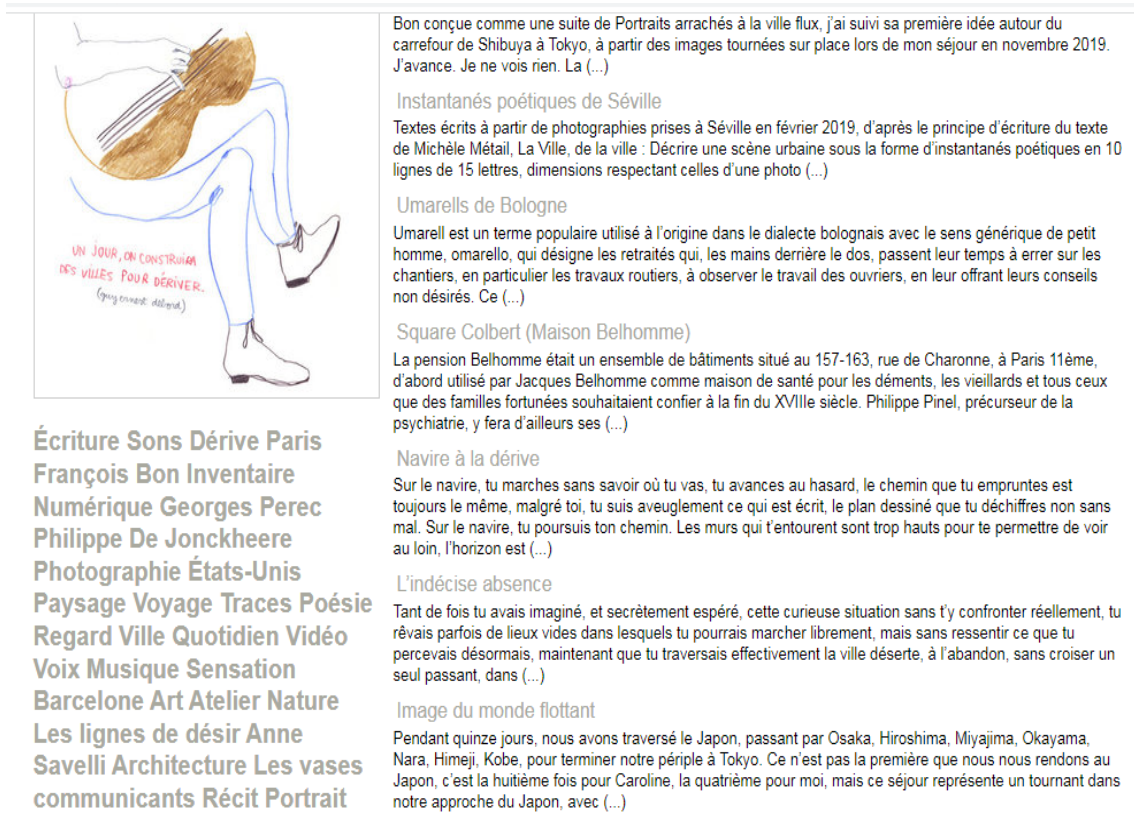 UN JOUR, ON CONSTRUIRA
DES VILLES POUR DÉRIVER.
(guy ernest debord)
Écriture Sons Dérive Paris
François Bon Inventaire
Numérique Georges Perec
Philippe De Jonckheere
Photographie États-Unis
Paysage Voyage Traces Poésie
Regard Ville Quotidien Vidéo
Voix Musique Sensation
Barcelone Art Atelier Nature
Les lignes de désir Anne
Savelli Architecture Les vases
communicants Récit Portrait
Bon conçue comme une suite de Portraits arrachés à la ville flux, j’ai suivi sa première idée autour du
carrefour de Shibuya à Tokyo, à partir des images tournées sur place lors de mon séjour en novembre 2019.
J’avance. Je ne vois rien. La (...)
Instantanés poétiques de Séville
Textes écrits à partir de photographies prises à Séville en février 2019, d’après le principe d’écriture du texte
de Michèle Métail, La Ville, de la ville : Décrire une scène urbaine sous la forme d’instantanés poétiques en 10
lignes de 15 lettres, dimensions respectant celles d’une photo (...)
Umarells de Bologne
Umarell est un terme populaire utilisé à l’origine dans le dialecte bolognais avec le sens générique de petit
homme, omarello, qui désigne les retraités qui, les mains derrière le dos, passent leur temps à errer sur les
chantiers, en particulier les travaux routiers, à observer le travail des ouvriers, en leur offrant leurs conseils
non désirés. Ce (...)
Square Colbert (Maison Belhomme)
La pension Belhomme était un ensemble de bâtiments situé au 157-163, rue de Charonne, à Paris 11ème,
d’abord utilisé par Jacques Belhomme comme maison de santé pour les déments, les vieillards et tous ceux
que des familles fortunées souhaitaient confier à la fin du XVIIIe siècle. Philippe Pinel, précurseur de la
psychiatrie, y fera d’ailleurs ses (...)
Navire à la dérive
Sur le navire, tu marches sans savoir où tu vas, tu avances au hasard, le chemin que tu empruntes est
toujours le même, malgré toi, tu suis aveuglement ce qui est écrit, le plan dessiné que tu déchiffres non sans
mal. Sur le navire, tu poursuis ton chemin. Les murs qui t’entourent sont trop hauts pour te permettre de voir
au loin, l’horizon est (...)
L’indécise absence
Tant de fois tu avais imaginé, et secrètement espéré, cette curieuse situation sans t’y confronter réellement, tu
rêvais parfois de lieux vides dans lesquels tu pourrais marcher librement, mais sans ressentir ce que tu
percevais désormais, maintenant que tu traversais effectivement la ville déserte, à l’abandon, sans croiser un
seul passant, dans (...)
Image du monde flottant
Pendant quinze jours, nous avons traversé le Japon, passant par Osaka, Hiroshima, Miyajima, Okayama,
Nara, Himeji, Kobe, pour terminer notre périple à Tokyo. Ce n’est pas la première que nous nous rendons au
Japon, c’est la huitième fois pour Caroline, la quatrième pour moi, mais ce séjour représente un tournant dans
notre approche du Japon, avec (...)